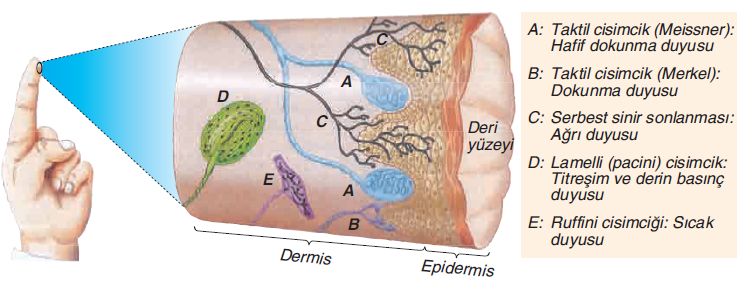 C
A
D
C
Deri
yüzeyi
E
A
B
Dermis
Epidermis
A: Taktil cisimcik (Meissner):
Hafif dokunma duyusu
B: Taktil cisimcik (Merkel):
Dokunma duyusu
C: Serbest sinir sonlanması:
Ağrı duyusu
D: Lamelli (pacini) cisimcik:
Titreşim ve derin basınç
duyusu
E: Ruffini cisimciği: Sıcak
duyusu